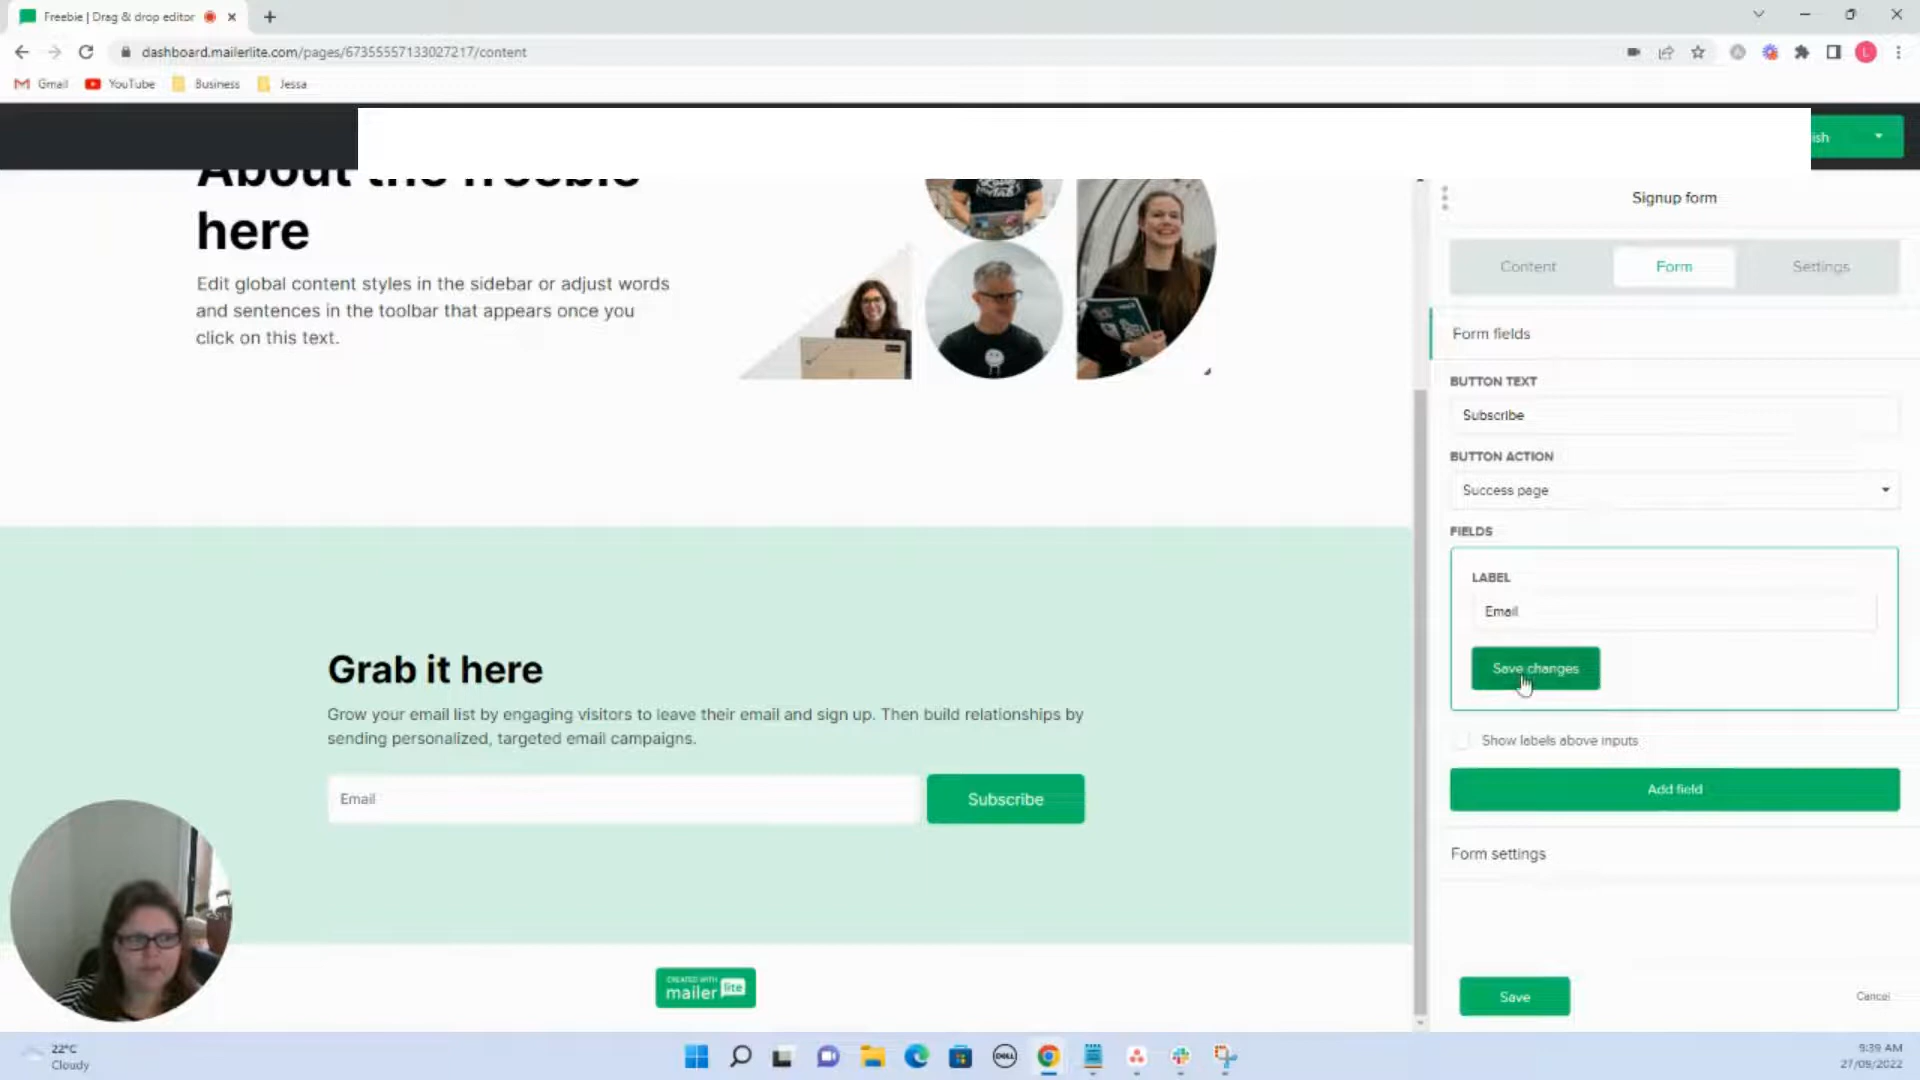 Freebie | Drag & drop editor
dashboard.mailerlite.com/pages/67355557133027217/content
L
Gmail
YouTube
Business
Jessa
ish
here
Edit global content styles in the sidebar or adjust words
and sentences in the toolbar that appears once you
click on this text.
Grab it here
Grow your email list by engaging visitors to leave their email and sign up. Then build relationships by
sending personalized, targeted email campaigns.
Email
Subscribe
CREATED WITH
mailer lite
Signup form
Content
Form
Settings
Form fields
BUTTON TEXT
Subscribe
BUTTON ACTION
Success page
FIELDS
LABEL
Email
Save changes
Show labels above inputs
Add field
Form settings
Save
Cancel
22°C
Cloudy
DELL
9:39 AM
27/09/2022